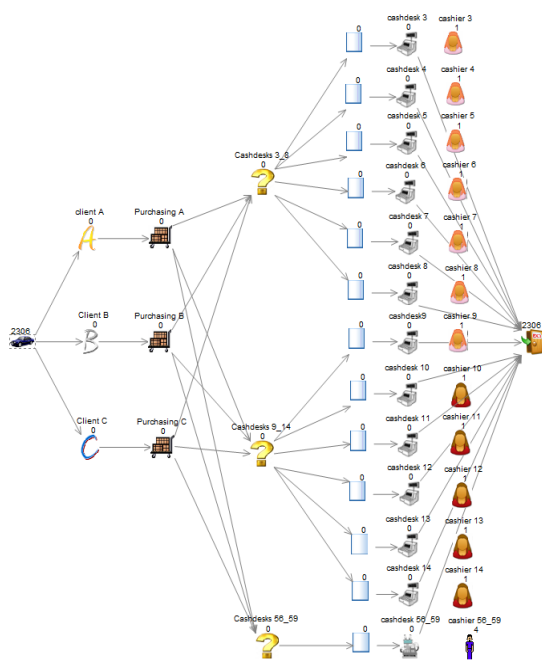 cashdesk 3
0
cashier 3
1
0
cashdesk 4
0
cashier 4
1
0
cashdesk 5
0
cashier 5
1
0
cashdesk 6
0
cashier 6
1
0
cashdesk 7
0
cashier 7
1
0
cashdesk 8
0
cashier 8
1
0
cashdesk9
0
cashier 9
1
0
cashdesk 10
0
cashier 10
1
0
cashdesk 11
0
cashier 11
1
0
cashdesk 12
0
cashier 12
1
0
cashdesk 13
0
cashier 13
1
0
cashdesk 14
0
cashier 14
1
0
cashdesk 56_59
0
cashier 56_59
4
0
Cashdesks 3_8
0
Cashdesks 9_14
0
Cashdesks 56_59
0
client A
0
A
Purchasing A
0
Client B
0
B
Purchasing B
0
Client C
0
C
Purchasing C
0
2306
2306
EXIT